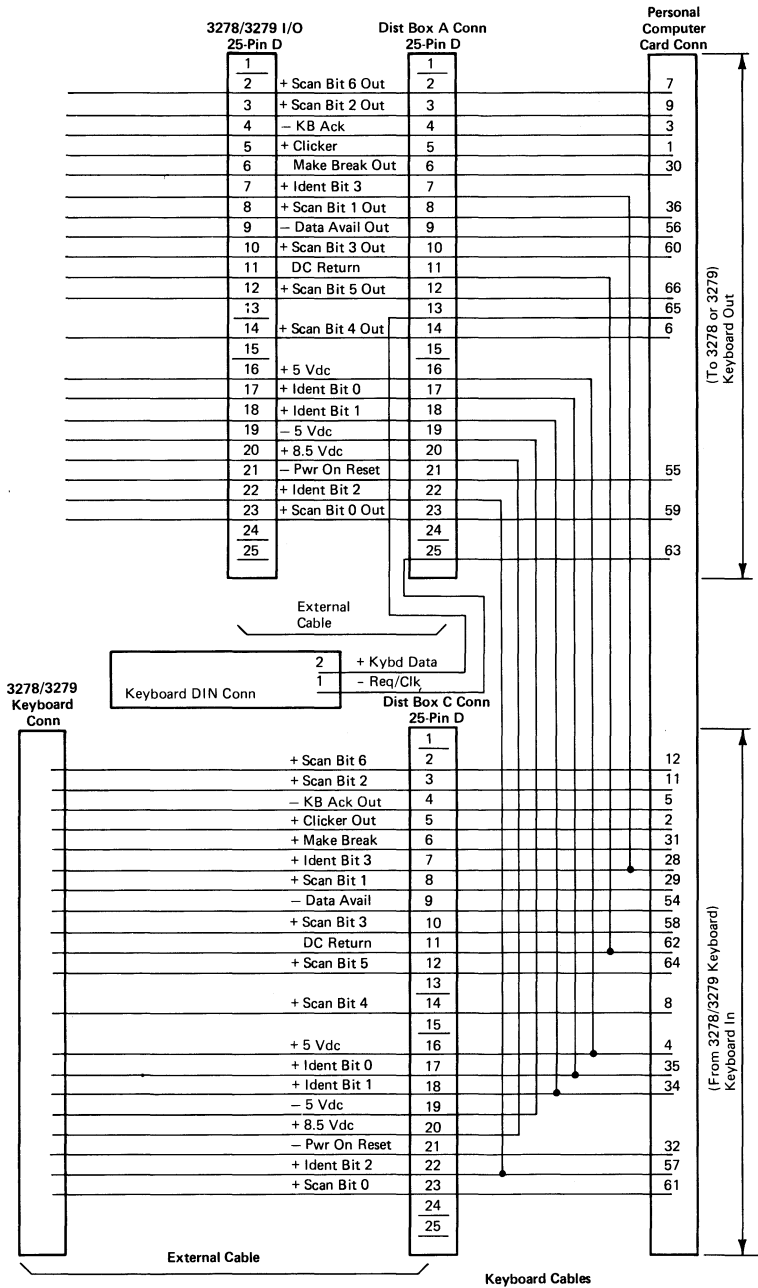 Personal
3278/3279 I/O Dist Box A Conn Computer
25-Pin D 25-Pin D Card Conn
1 1
2 + Scan Bit 6 Out 2 7
3 + Scan Bit 2 Out 3 9
4 − KB Ack 4 3
5 + Clicker 5 1
6 Make Break Out 6 30
7 + Ident Bit 3 7
8 + Scan Bit 1 Out 8 36
9 − Data Avail Out 9 56
10 + Scan Bit 3 Out 10 60
11 DC Return 11
12 + Scan Bit 5 Out 12 66
13 13 65
14 + Scan Bit 4 Out 14 6
15 15
16 + 5 Vdc 16
17 + Ident Bit 0 17
18 + Ident Bit 1 18
19 − 5 Vdc 19
20 + 8.5 Vdc 20
21 − Pwr On Reset 21 55
22 + Ident Bit 2 22
23 + Scan Bit 0 Out 23 59
24 24
25 25 63
(To 3278 or 3279)
Keyboard Out
External
Cable
2 + Kybd Data
1 − Req/Clk
Keyboard DIN Conn
3278/3279
Keyboard
Conn
Dist Box C Conn
25-Pin D
1
+ Scan Bit 6 2 12
+ Scan Bit 2 3 11
− KB Ack Out 4 5
+ Clicker Out 5 2
+ Make Break 6 31
+ Ident Bit 3 7 28
+ Scan Bit 1 8 29
− Data Avail 9 54
+ Scan Bit 3 10 58
DC Return 11 62
+ Scan Bit 5 12 64
13
+ Scan Bit 4 14 8
15
+ 5 Vdc 16 4
+ Ident Bit 0 17 35
+ Ident Bit 1 18 34
− 5 Vdc 19
+ 8.5 Vdc 20
− Pwr On Reset 21 32
+ Ident Bit 2 22 57
+ Scan Bit 0 23 61
24
25
(From 3278/3279 Keyboard)
Keyboard In
External Cable
Keyboard Cables